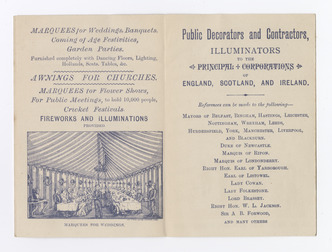 MARQUEES for Weddings, Banquets,
Coming of Age Festivities,
Garden Parties.
Furnished completely with Dancing Floors, Lighting,
Hollands, Seats, Tables, &c.
AWNINGS FOR CHURCHES.
MARQUEES for Flower Shows,
For Public Meetings, to hold 10,000 people,
Cricket Festivals
FIREWORKS AND ILLUMINATIONS
PROVIDED
MARQUEES FOR WEDDINGS.
Public Decorators and Contractors,
ILLUMINATORS
TO THE
PRINCIPAL CORPORATIONS
OF
ENGLAND, SCOTLAND, AND IRELAND.
References can be made to the following—
MAYORS OF BELFAST, HASTINGS, LEICESTER,
NOTTINGHAM, WREXHAM, LEEDS,
HUDDERSFIELD, YORK, MANCHESTER, LIVERPOOL,
AND BLACKBURN.
DUKE OF NEWCASTLE.
MARQUIS OF RIPON.
MARQUIS OF LONDONDERRY.
RIGHT HON. EARL OF YARBOROUGH.
EARL OF LISTOWEL.
LADY COWAN.
LADY FOLKESTONE.
LORD BRASSEY.
RIGHT HON. W. L. JACKSON.
SIR A. B. FORWOOD,
AND MANY OTHERS